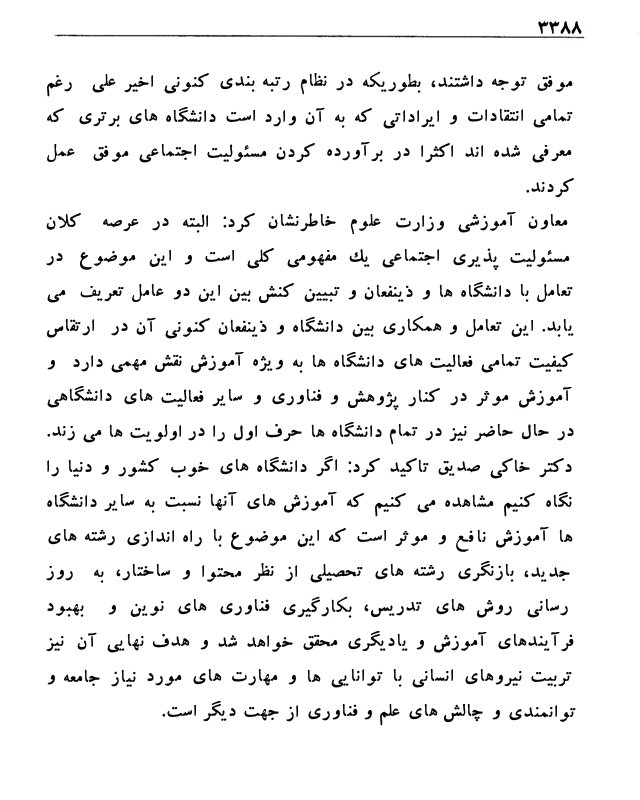 ۳۳۸۸
موفق توجه داشتند، بطوریکه در نظام رتبه بندی کنونی اخیر علی رغم
تمامی انتقادات و ایراداتی که به آن وارد است دانشگاه های برتری که
معرفی شده اند اکثرا در برآورده کردن مسئولیت اجتماعی موفق عمل
کردند.
معاون آموزشی وزارت علوم خاطرنشان کرد: البته در عرصه کلان
مسئولیت پذیری اجتماعی یك مفهومی کلی است و این موضوع در
تعامل با دانشگاه ها و ذینفعان و تبیین کنش بین این دو عامل تعریف می
یابد. این تعامل و همکاری بین دانشگاه و ذینفعان کنونی آن در ارتقاس
کیفیت تمامی فعالیت های دانشگاه ها به ویژه آموزش نقش مهمی دارد و
آموزش موثر در کنار پژوهش و فناوری و سایر فعالیت های دانشگاهی
در حال حاضر نیز در تمام دانشگاه ها حرف اول را در اولویت ها می زند.
دکتر خاکی صدیق تاکید کرد: اگر دانشگاه های خوب کشور و دنیا را
نگاه کنیم مشاهده می کنیم که آموزش های آنها نسبت به سایر دانشگاه
ها آموزش نافع و موثر است که این موضوع با راه اندازی رشته های
جدید، بازنگری رشته های تحصیلی از نظر محتوا و ساختار، به روز
رسانی روش های تدریس، بکارگیری فناوری های نوین و بهبود
فرآیندهای آموزش و یادیگری محقق خواهد شد و هدف نهایی آن نیز
تربیت نیروهای انسانی با توانایی ها و مهارت های مورد نیاز جامعه و
توانمندی و چالش های علم و فناوری از جهت دیگر است.